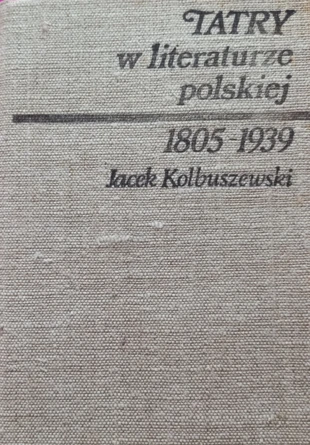 TATRY
w literaturze
polskiej
1805-1939
Jacek Kolbuszewski